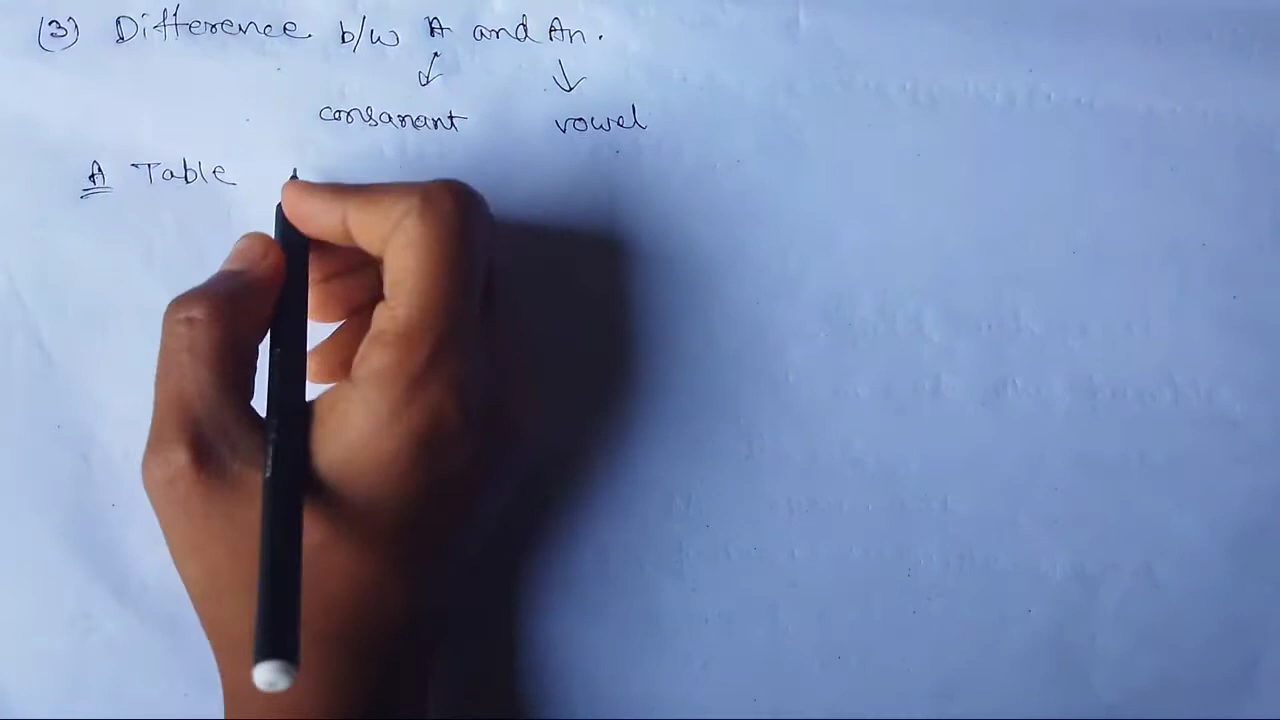 (3) Difference b/w A and An.
consanant vowel
A Table